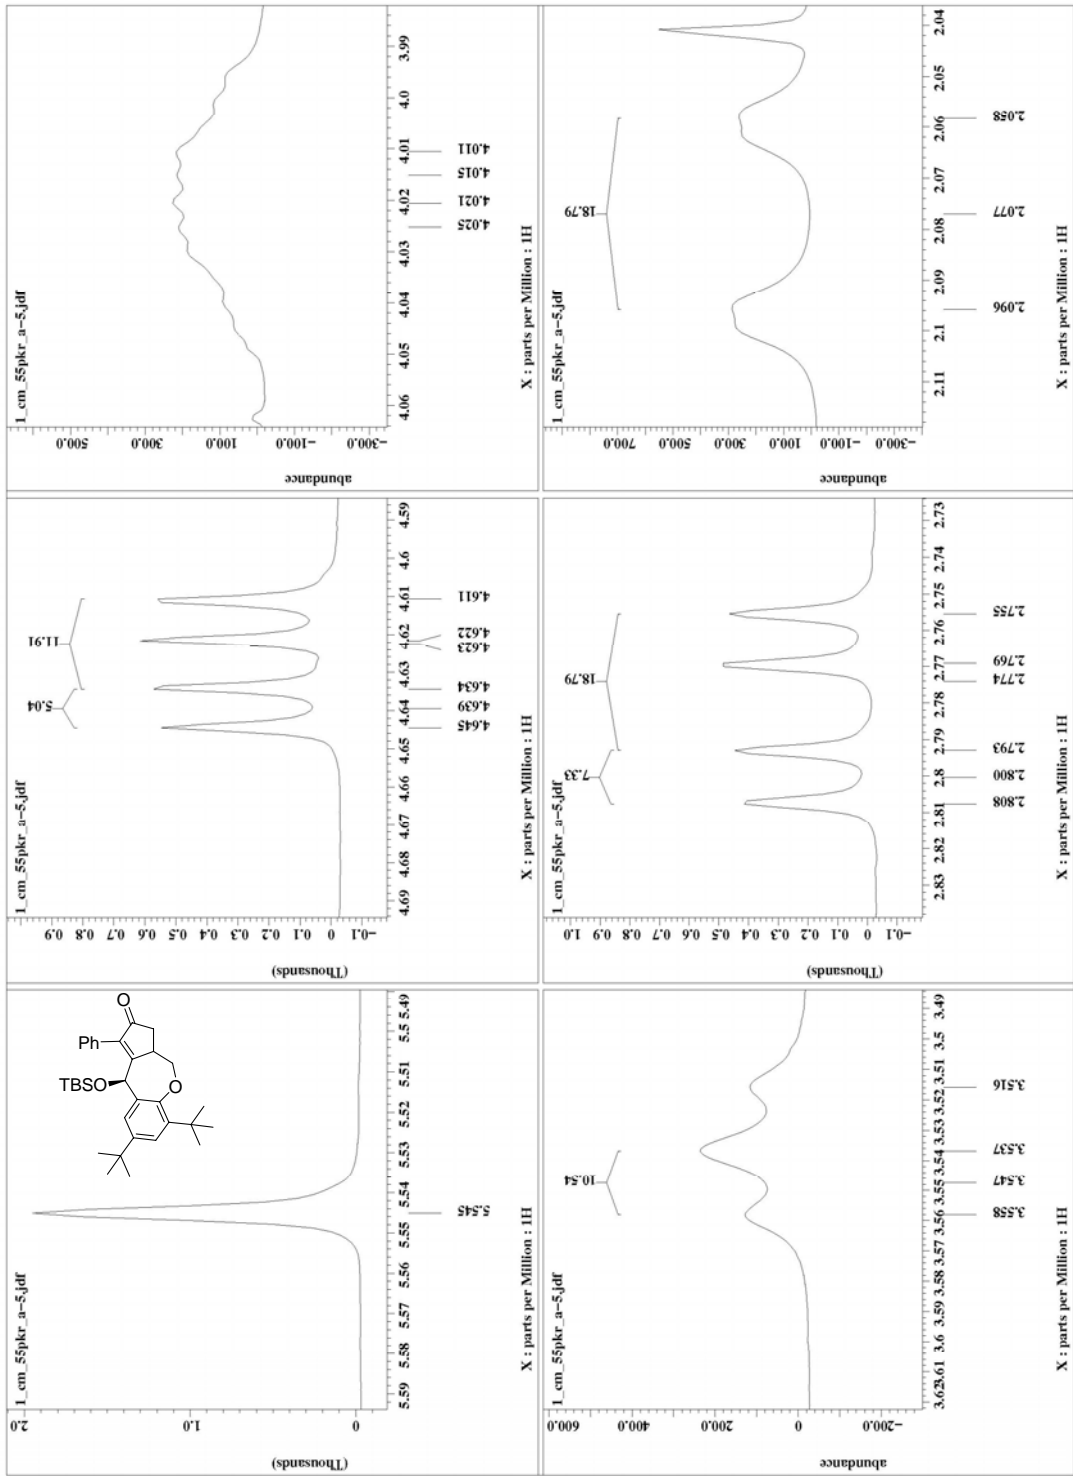 (Thousands)
2.0
1.0
0
1_cm_55pkr_a-5.jdf
O
Ph
TBSO
O
5.59 5.58 5.57 5.56 5.55 5.54 5.53 5.52 5.51 5.5 5.49
5.545
X : parts per Million : 1H
(Thousands)
0.9
0.8
0.7
0.6
0.5
0.4
0.3
0.2
0.1
0
-0.1
1_cm_55pkr_a-5.jdf
5.04
11.91
4.69 4.68 4.67 4.66 4.65 4.64 4.63 4.62 4.61 4.6 4.59
4.645
4.639
4.634
4.623
4.622
4.611
X : parts per Million : 1H
abundance
500.0
300.0
100.0
-100.0
-300.0
1_cm_55pkr_a-5.jdf
4.06 4.05 4.04 4.03 4.02 4.01 4.0 3.99
4.025
4.021
4.015
4.011
X : parts per Million : 1H
abundance
600.0
400.0
200.0
0
-200.0
1_cm_55pkr_a-5.jdf
10.54
3.62 3.61 3.6 3.59 3.58 3.57 3.56 3.55 3.54 3.53 3.52 3.51 3.5 3.49
3.558
3.547
3.537
3.516
X : parts per Million : 1H
(Thousands)
1.0
0.9
0.8
0.7
0.6
0.5
0.4
0.3
0.2
0.1
0
-0.1
1_cm_55pkr_a-5.jdf
7.33
18.79
2.83 2.82 2.81 2.8 2.79 2.78 2.77 2.76 2.75 2.74 2.73
2.808
2.800
2.793
2.774
2.769
2.755
X : parts per Million : 1H
abundance
700.0
500.0
300.0
100.0
-100.0
-300.0
1_cm_55pkr_a-5.jdf
18.79
2.11 2.1 2.09 2.08 2.07 2.06 2.05 2.04
2.096
2.077
2.058
X : parts per Million : 1H